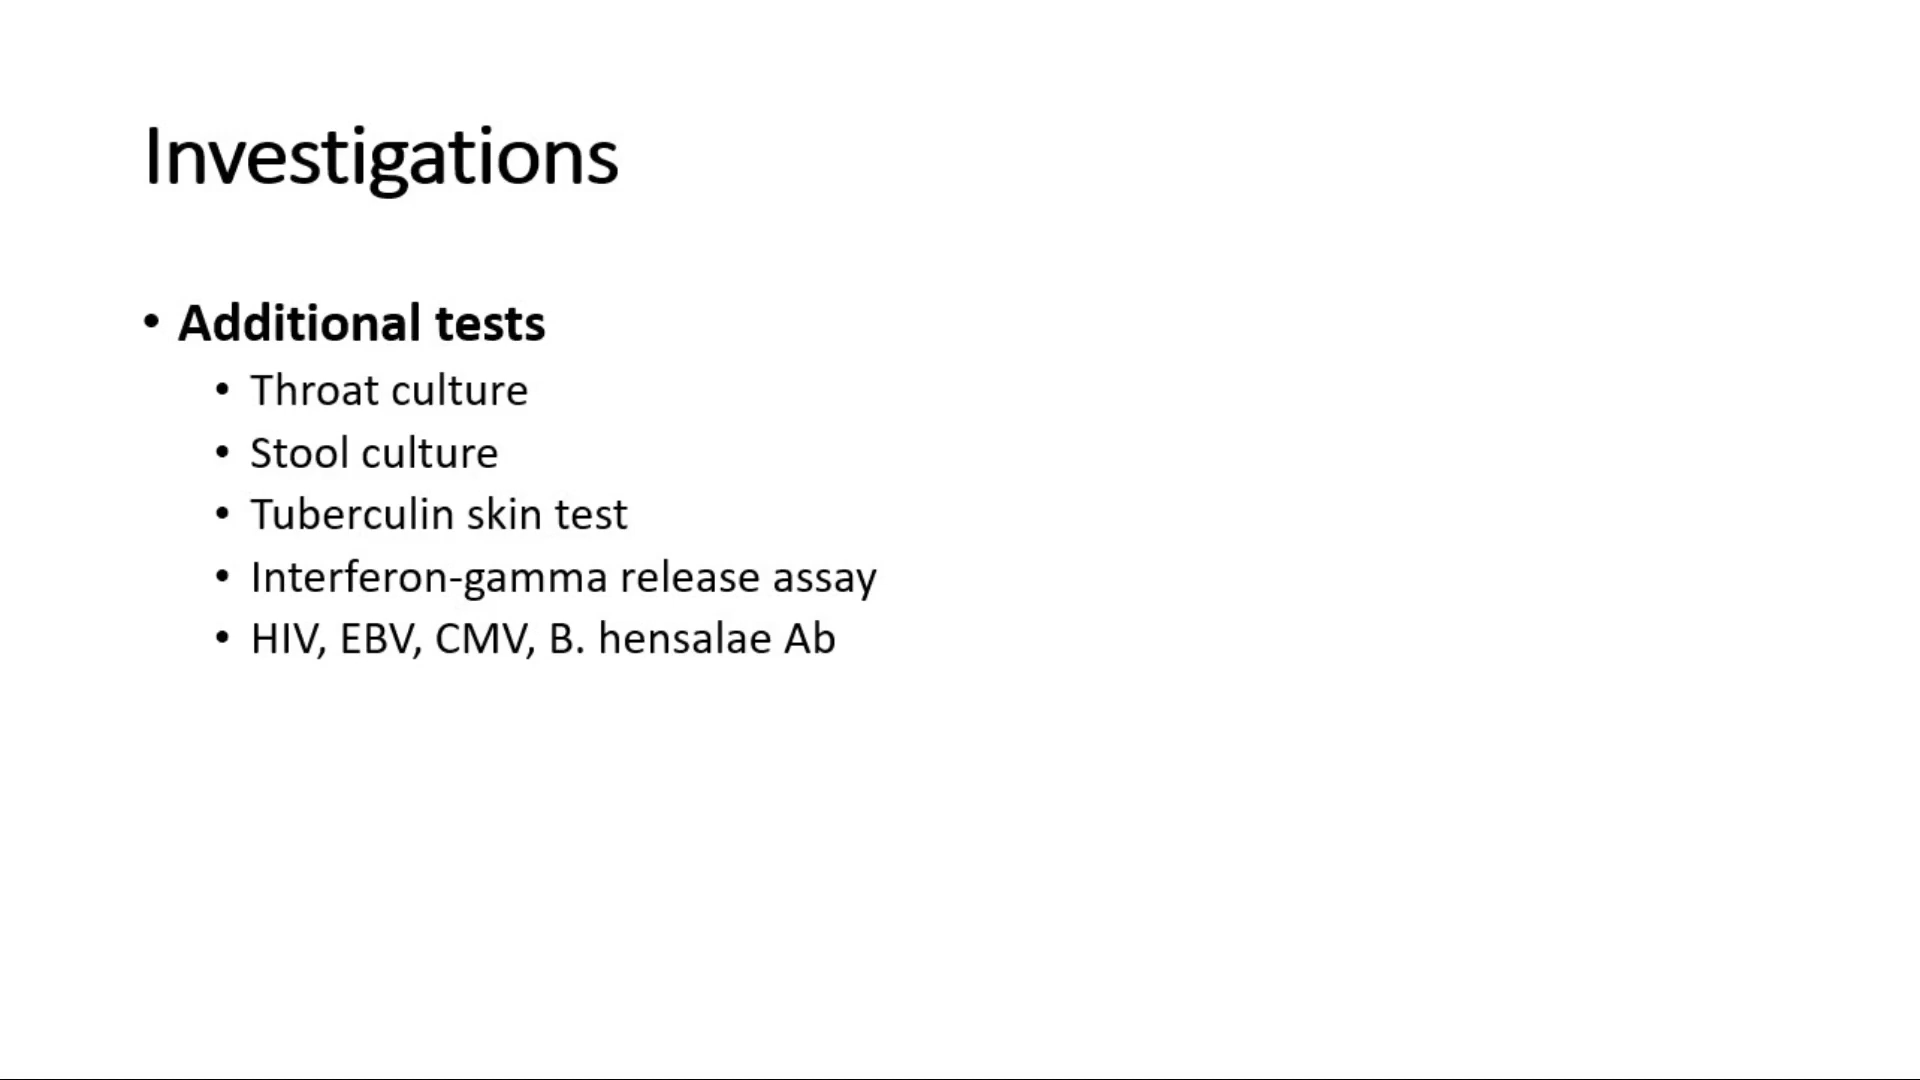 Investigations
• Additional tests
• Throat culture
• Stool culture
• Tuberculin skin test
• Interferon-gamma release assay
• HIV, EBV, CMV, B. hensalae Ab